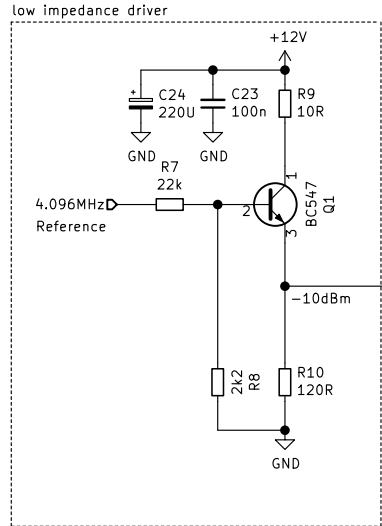 low impedance driver
+12V
+
C24
220U
C23
100n
R9
10R
GND
GND
R7
22k
1
4.096MHz
Reference
2
BC547
Q1
3
-10dBm
2k2
R8
R10
120R
GND